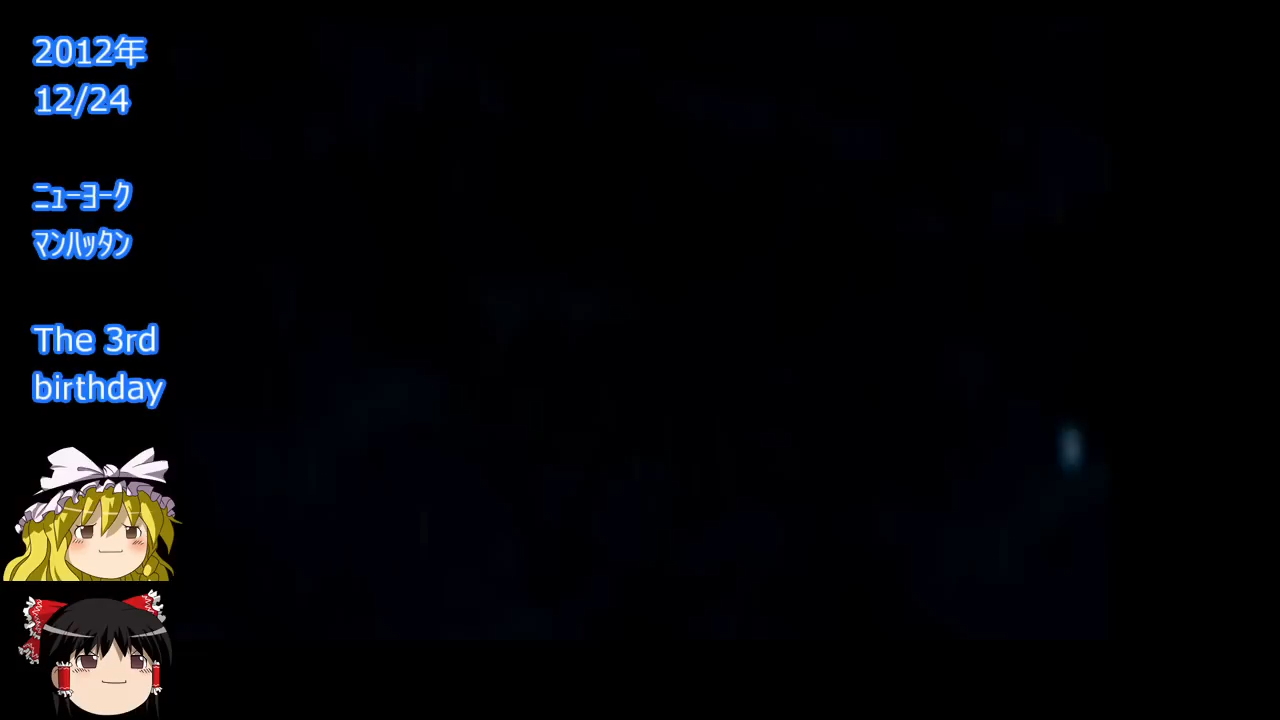 2012年
12/24
ﾆｭｰﾖｰｸ
ﾏﾝﾊｯﾀﾝ
The 3rd
birthday